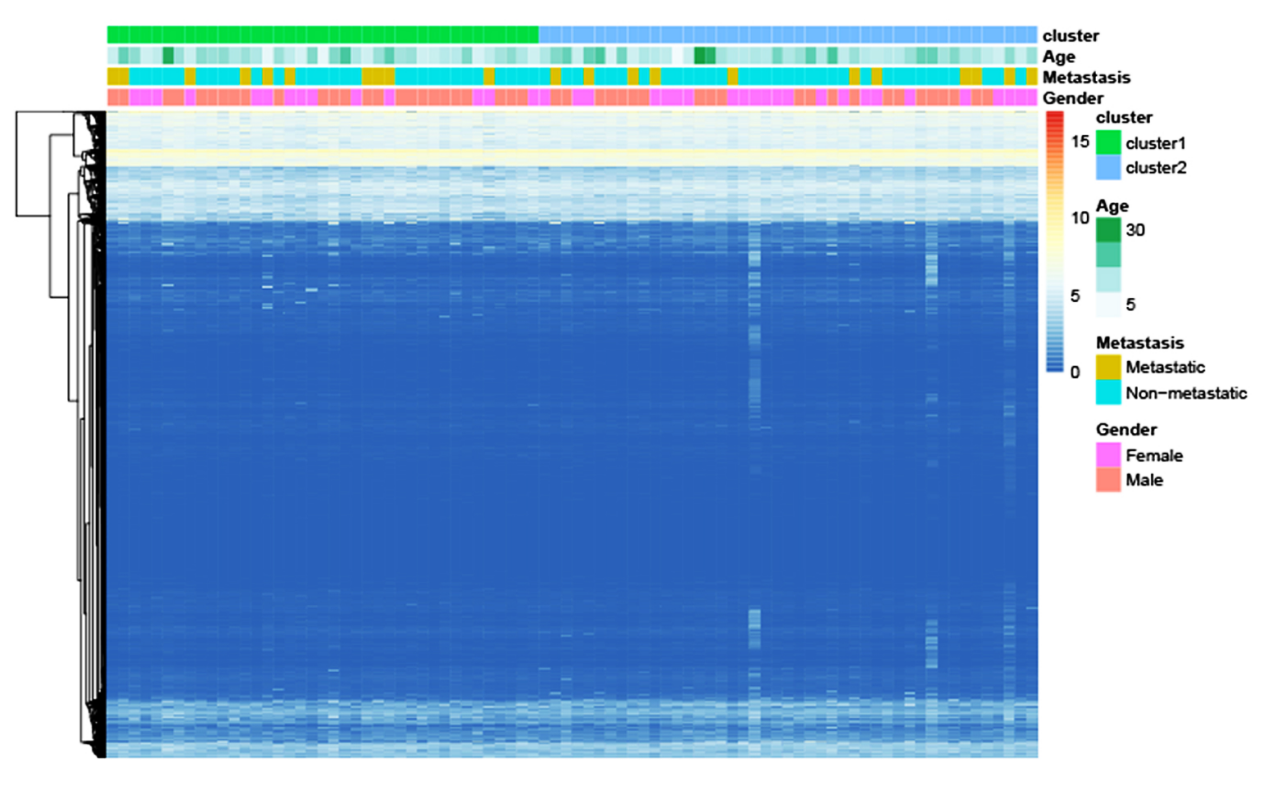 cluster
Age
Metastasis
Gender
15
10
5
0
cluster
cluster1
cluster2
Age
30
5
Metastasis
Metastatic
Non-metastatic
Gender
Female
Male